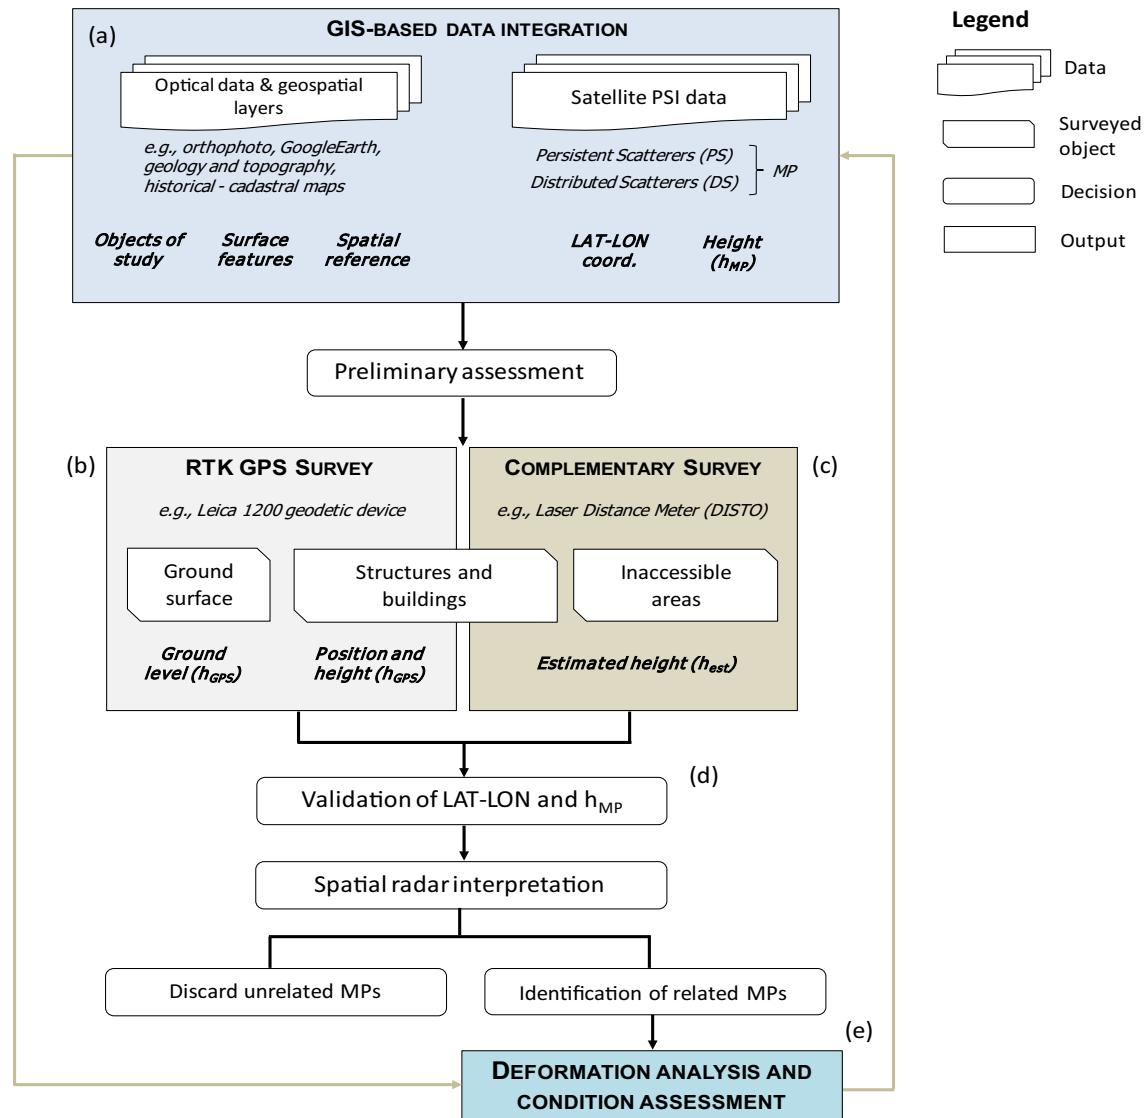 (a)
GIS-BASED DATA INTEGRATION
Optical data & geospatial
layers
e.g., orthophoto, GoogleEarth,
geology and topography,
historical - cadastral maps
Satellite PSI data
Persistent Scatterers (PS)
Distributed Scatterers (DS)
MP
Objects of
study
Surface
features
Spatial
reference
LAT-LON
coord.
Height
(hMP)
Legend
Data
Surveyed
object
Decision
Output
Preliminary assessment
(b)
RTK GPS SURVEY
e.g., Leica 1200 geodetic device
COMPLEMENTARY SURVEY
(c)
e.g., Laser Distance Meter (DISTO)
Ground
surface
Structures and
buildings
Inaccessible
areas
Ground
level (hGPS)
Position and
height (hGPS)
Estimated height (hest)
(d)
Validation of LAT-LON and hMP
Spatial radar interpretation
Discard unrelated MPs
Identification of related MPs
(e)
DEFORMATION ANALYSIS AND
CONDITION ASSESSMENT